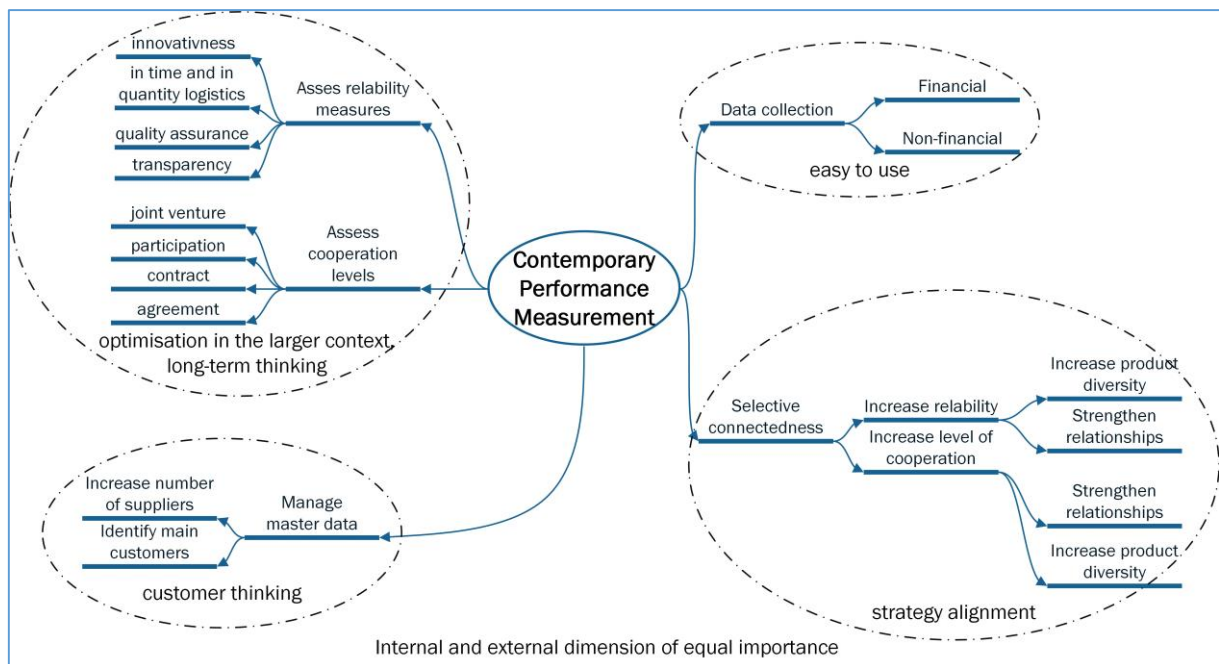 innovativness
in time and in
quantity logistics
quality assurance
transparency
Asses relability
measures
joint venture
participation
contract
agreement
Assess
cooperation
levels
optimisation in the larger context,
long-term thinking
Increase number
of suppliers
Identify main
customers
Manage
master data
customer thinking
Contemporary
Performance
Measurement
Data collection
Financial
Non-financial
easy to use
Selective
connectedness
Increase relability
Increase level of
cooperation
Increase product
diversity
Strengthen
relationships
Strengthen
relationships
Increase product
diversity
strategy alignment
Internal and external dimension of equal importance